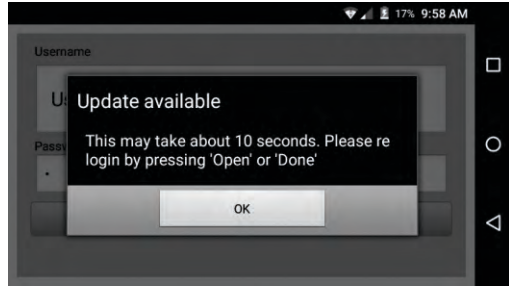 17% 9:58 AM
Username
Update available
This may take about 10 seconds. Please re
login by pressing 'Open' or 'Done'
OK